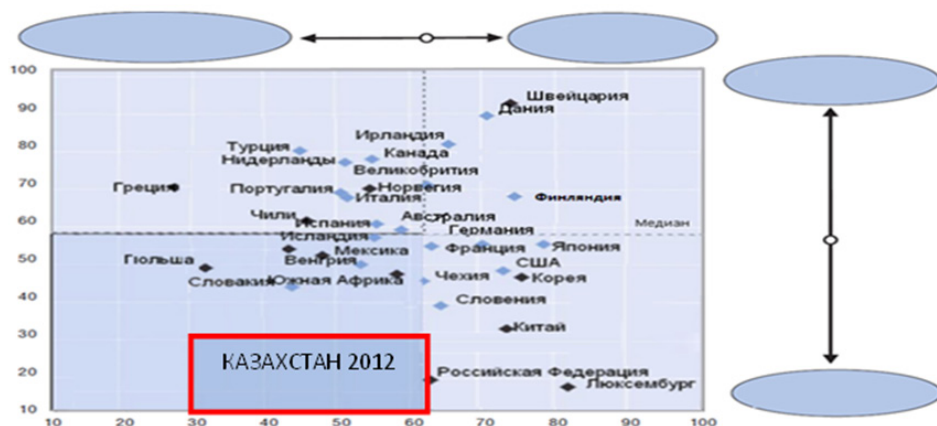 100
90
80
70
60
50
40
30
20
10
Швейцария
Дания
Ирландия
Турция
Канада
Нидерланды
Великобрития
Греция
Португалия
Норвегия
Италия
Финляндия
Чили
Австралия
Испания
Германия
Медиан
Исландия
Мексика
Франция
Япония
Гюльша
Венгрия
США
Словакия
Южная Африка
Чехия
Корея
Словения
Китай
КАЗАХСТАН 2012
Российская Федерация
Люксембург
10 20 30 40 50 60 70 80 90 100